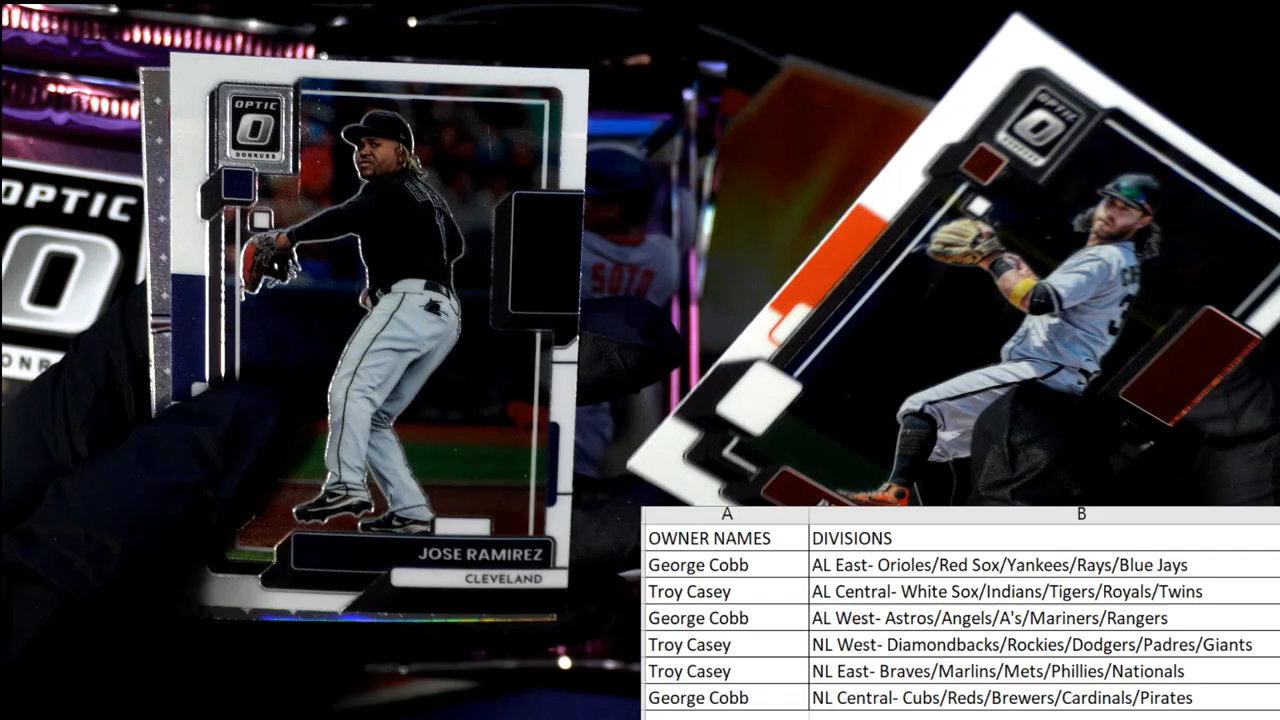 OPTIC
DONRUSS
OPTIC
OPTIC
SOTO
JOSE RAMIREZ
CLEVELAND
A B
OWNER NAMES DIVISIONS
George Cobb AL East- Orioles/Red Sox/Yankees/Rays/Blue Jays
Troy Casey AL Central- White Sox/Indians/Tigers/Royals/Twins
George Cobb AL West- Astros/Angels/A's/Mariners/Rangers
Troy Casey NL West- Diamondbacks/Rockies/Dodgers/Padres/Giants
Troy Casey NL East- Braves/Marlins/Mets/Phillies/Nationals
George Cobb NL Central- Cubs/Reds/Brewers/Cardinals/Pirates